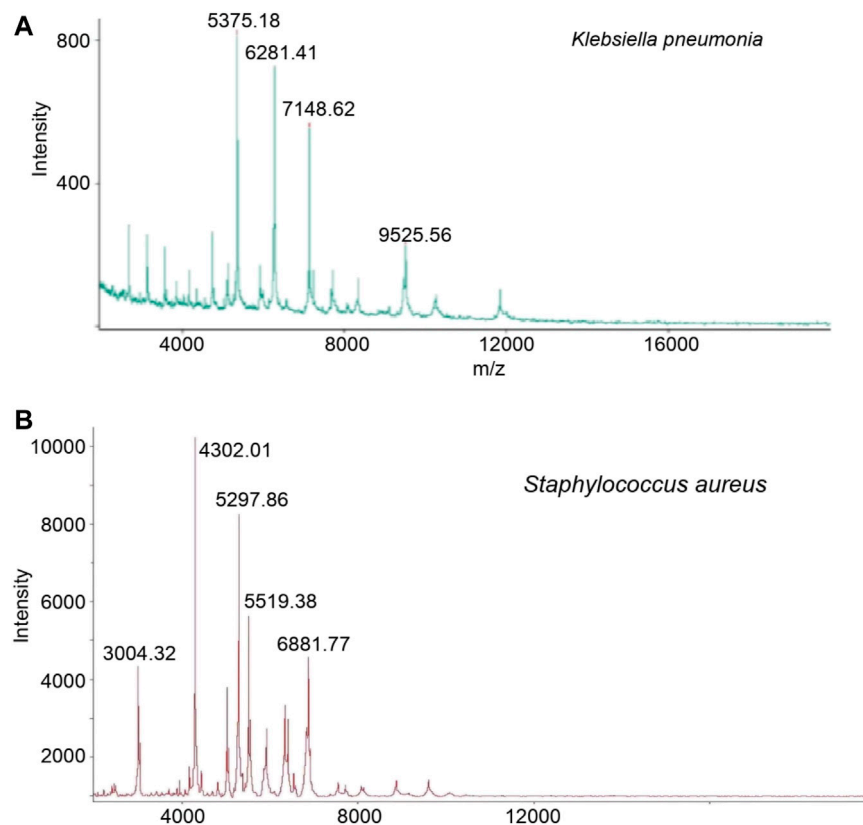 A
5375.18
Klebsiella pneumonia
800
6281.41
7148.62
Intensity
400
9525.56
4000 8000 12000 16000
m/z
B
10000
4302.01
Staphylococcus aureus
5297.86
8000
Intensity
6000
5519.38
6881.77
3004.32
4000
2000
4000 8000 12000